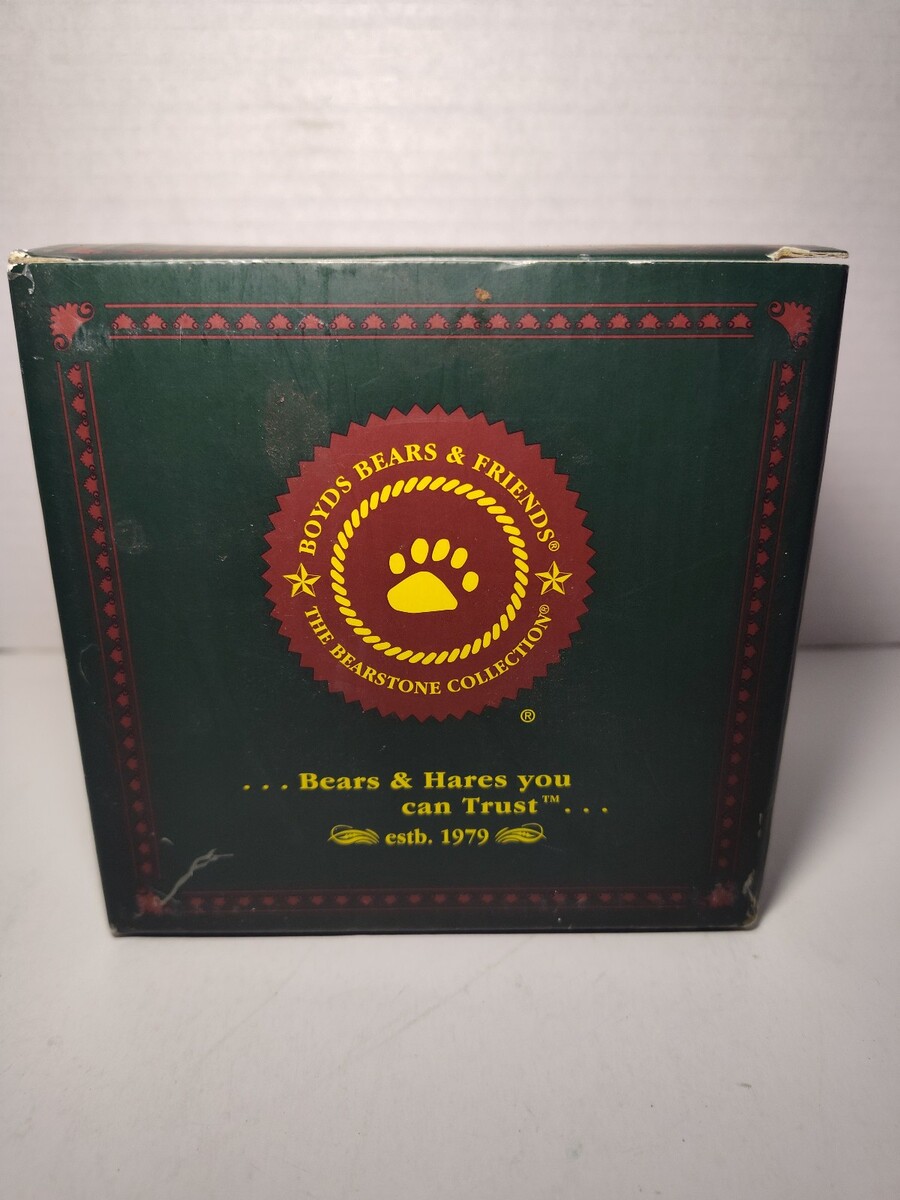 BOYDS BEARS & FRIENDS®
THE BEARSTONE COLLECTION®
®
...Bears & Hares you
can Trust™...
estb. 1979